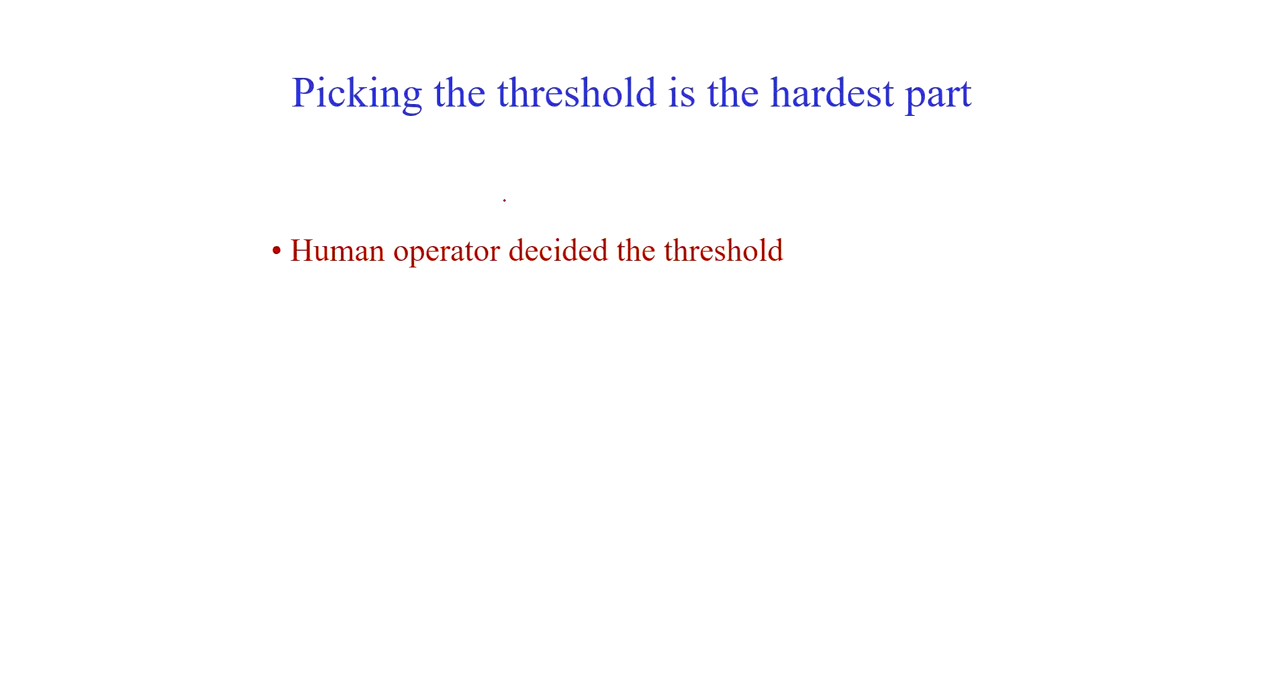 Picking the threshold is the hardest part
• Human operator decided the threshold